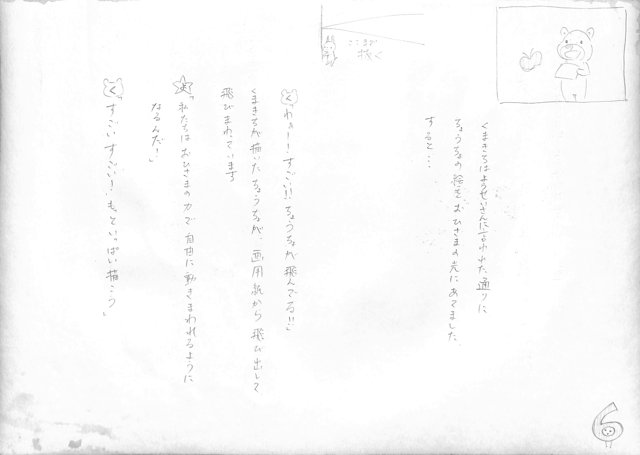 ここまで
抜く
くまきちはようせいさんに言われた通りに
ちょうちょの絵をおひさまの光にあてました。
すると…
く「わぁー！すごい!!ちょうちょが飛んでる!!」
くまきちが描いたちょうちょが、画用紙から飛び出して
飛びまわっています
「私たちはおひさまの力で自由に動きまわれるように
なるんだ！」
く「すごいすごい！もっといっぱい描こう」
6